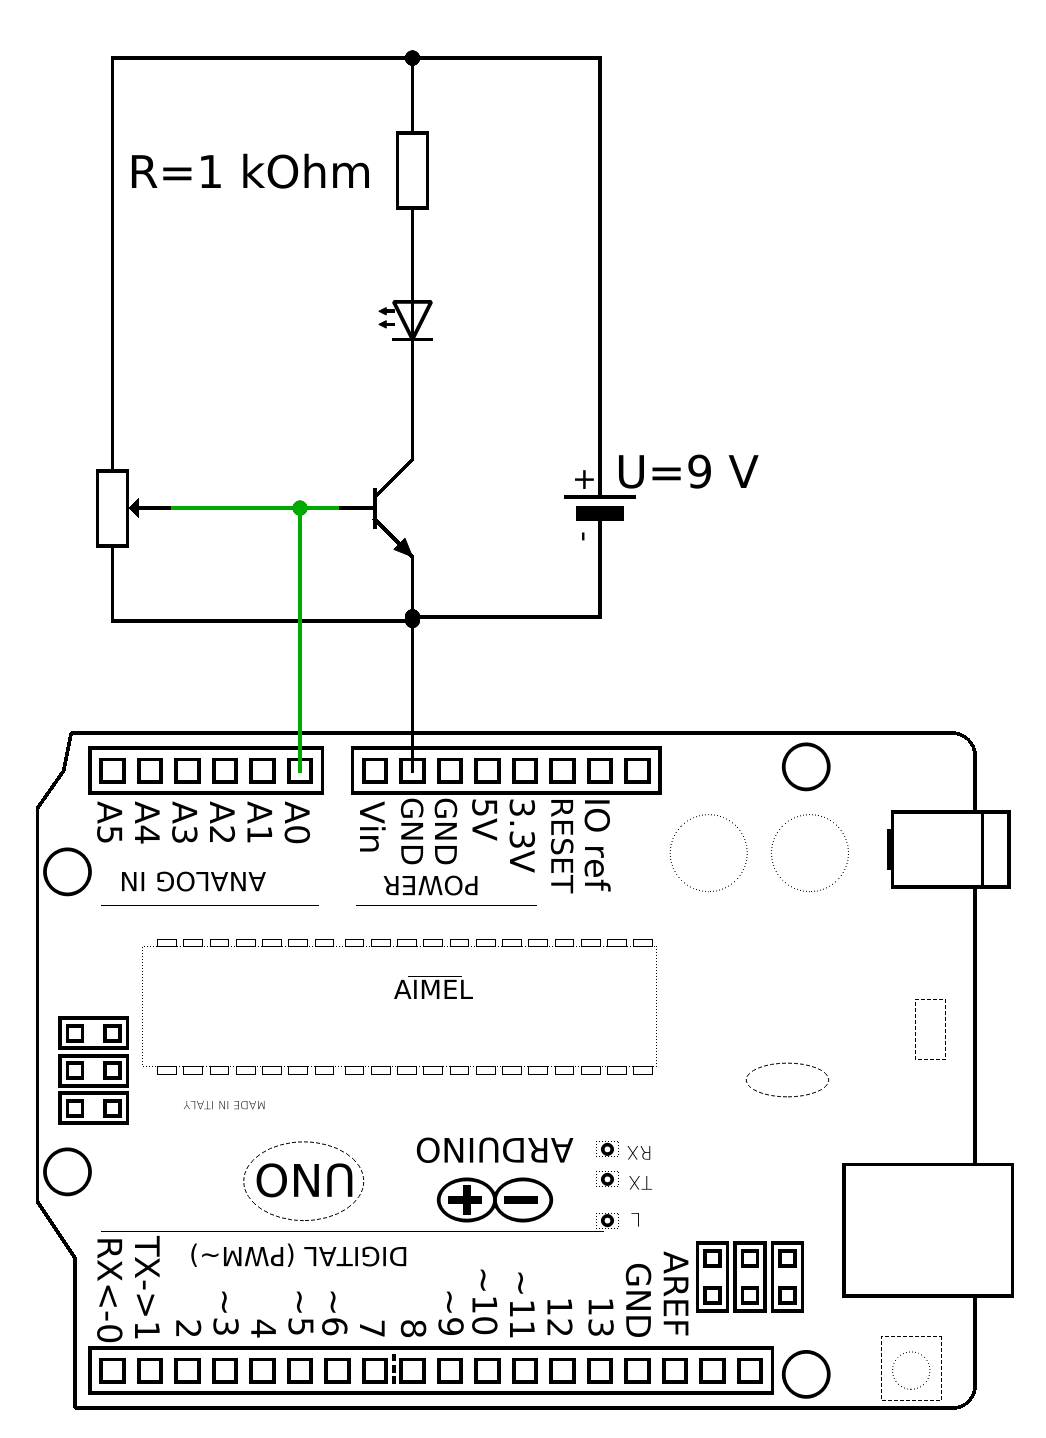 R=1 kOhm
+ U=9 V
-
A5 A4 A3 A2 A1 A0
Vin GND GND 5V 3.3V RESET IO ref
ANALOG IN
POWER
AIMEL
MADE IN ITALY
ARDUINO
UNO
RX
TX
L
DIGITAL (PWM~)
RX<-0 TX->1 2 ~3 4 ~5 ~6 7 8 ~9 ~10 ~11 12 13 GND AREF